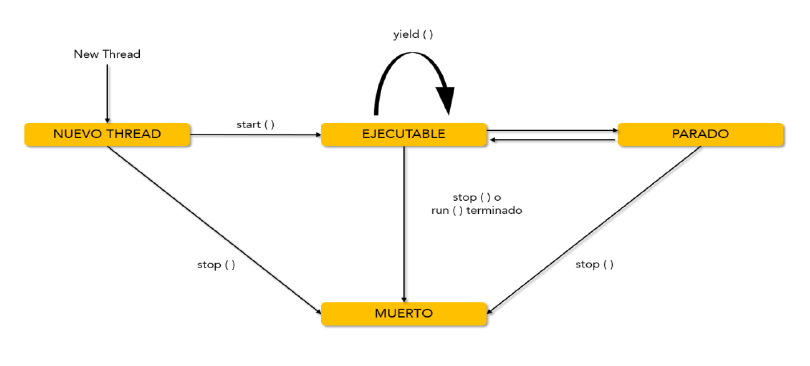 yield ( )
New Thread
NUEVO THREAD
start ( )
EJECUTABLE
PARADO
stop ( ) o
run ( ) terminado
stop ( )
stop ( )
MUERTO